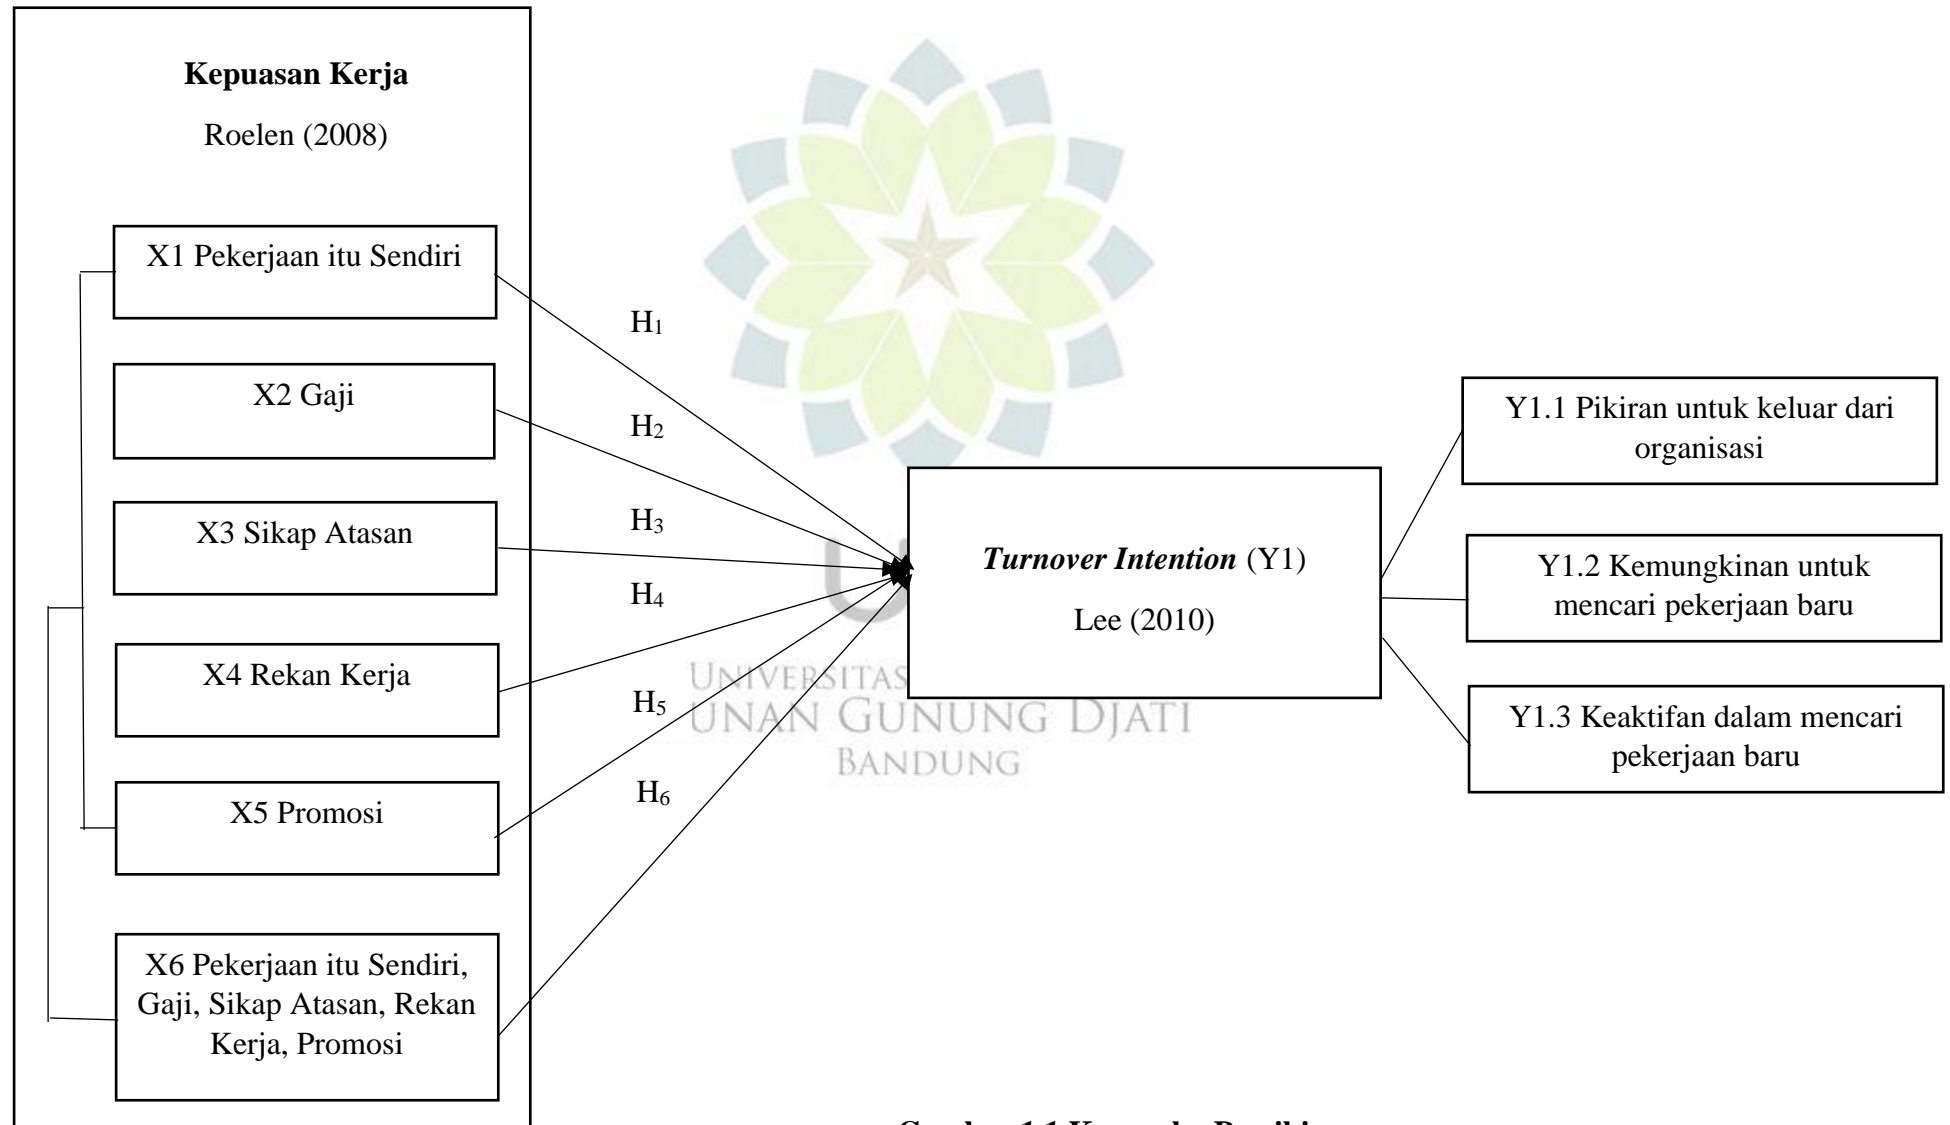 Kepuasan Kerja
Roelen (2008)
X1 Pekerjaan itu Sendiri
X2 Gaji
X3 Sikap Atasan
X4 Rekan Kerja
X5 Promosi
X6 Pekerjaan itu Sendiri,
Gaji, Sikap Atasan, Rekan
Kerja, Promosi
H1
H2
H3
H4
H5
H6
Turnover Intention (Y1)
Lee (2010)
UNIVERSITAS
UNAN GUNUNG DJATI
BANDUNG
Y1.1 Pikiran untuk keluar dari
organisasi
Y1.2 Kemungkinan untuk
mencari pekerjaan baru
Y1.3 Keaktifan dalam mencari
pekerjaan baru